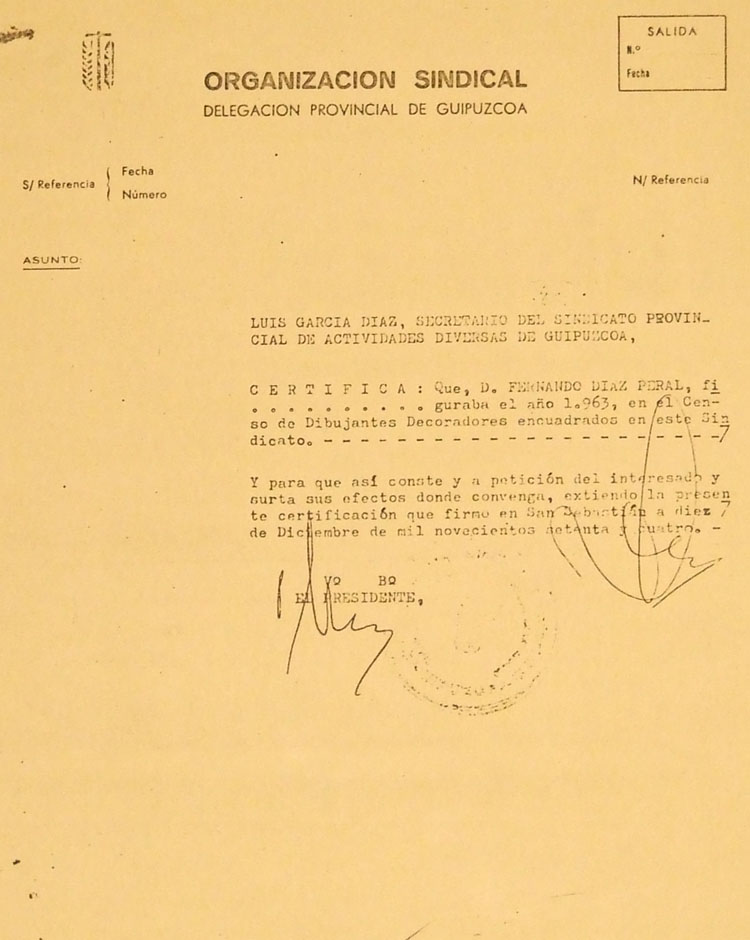 SALIDA
N.º
Fecha
ORGANIZACION SINDICAL
DELEGACION PROVINCIAL DE GUIPUZCOA
Fecha
S/ Referencia
Número
N/ Referencia
ASUNTO:
LUIS GARCIA DIAZ, SECRETARIO DEL SINDICATO PROVIN-
CIAL DE ACTIVIDADES DIVERSAS DE GUIPUZCOA,
C E R T I F I C A : Que, D. FERNANDO DIAZ PERAL, fi
. . . . . . . . . . guraba el año 1.963, en el Cen-
so de Dibujantes Decoradores encuadrados en este Sin
dicato. - - - - - - - - - - - - - - - - - - - - - -
Y para que así conste y a petición del interesado y
surta sus efectos donde convenga, extiendo la presen
te certificación que firmo en San Sebastián a diez
de Diciembre de mil novecientos setenta y cuatro. -
Vº Bº
EL PRESIDENTE,